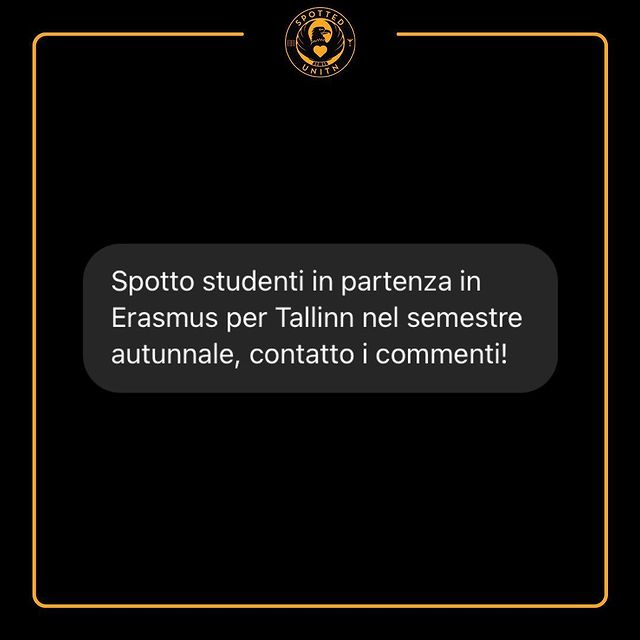 SPOTTED
UNITN
Spotto studenti in partenza in
Erasmus per Tallinn nel semestre
autunnale, contatto i commenti!